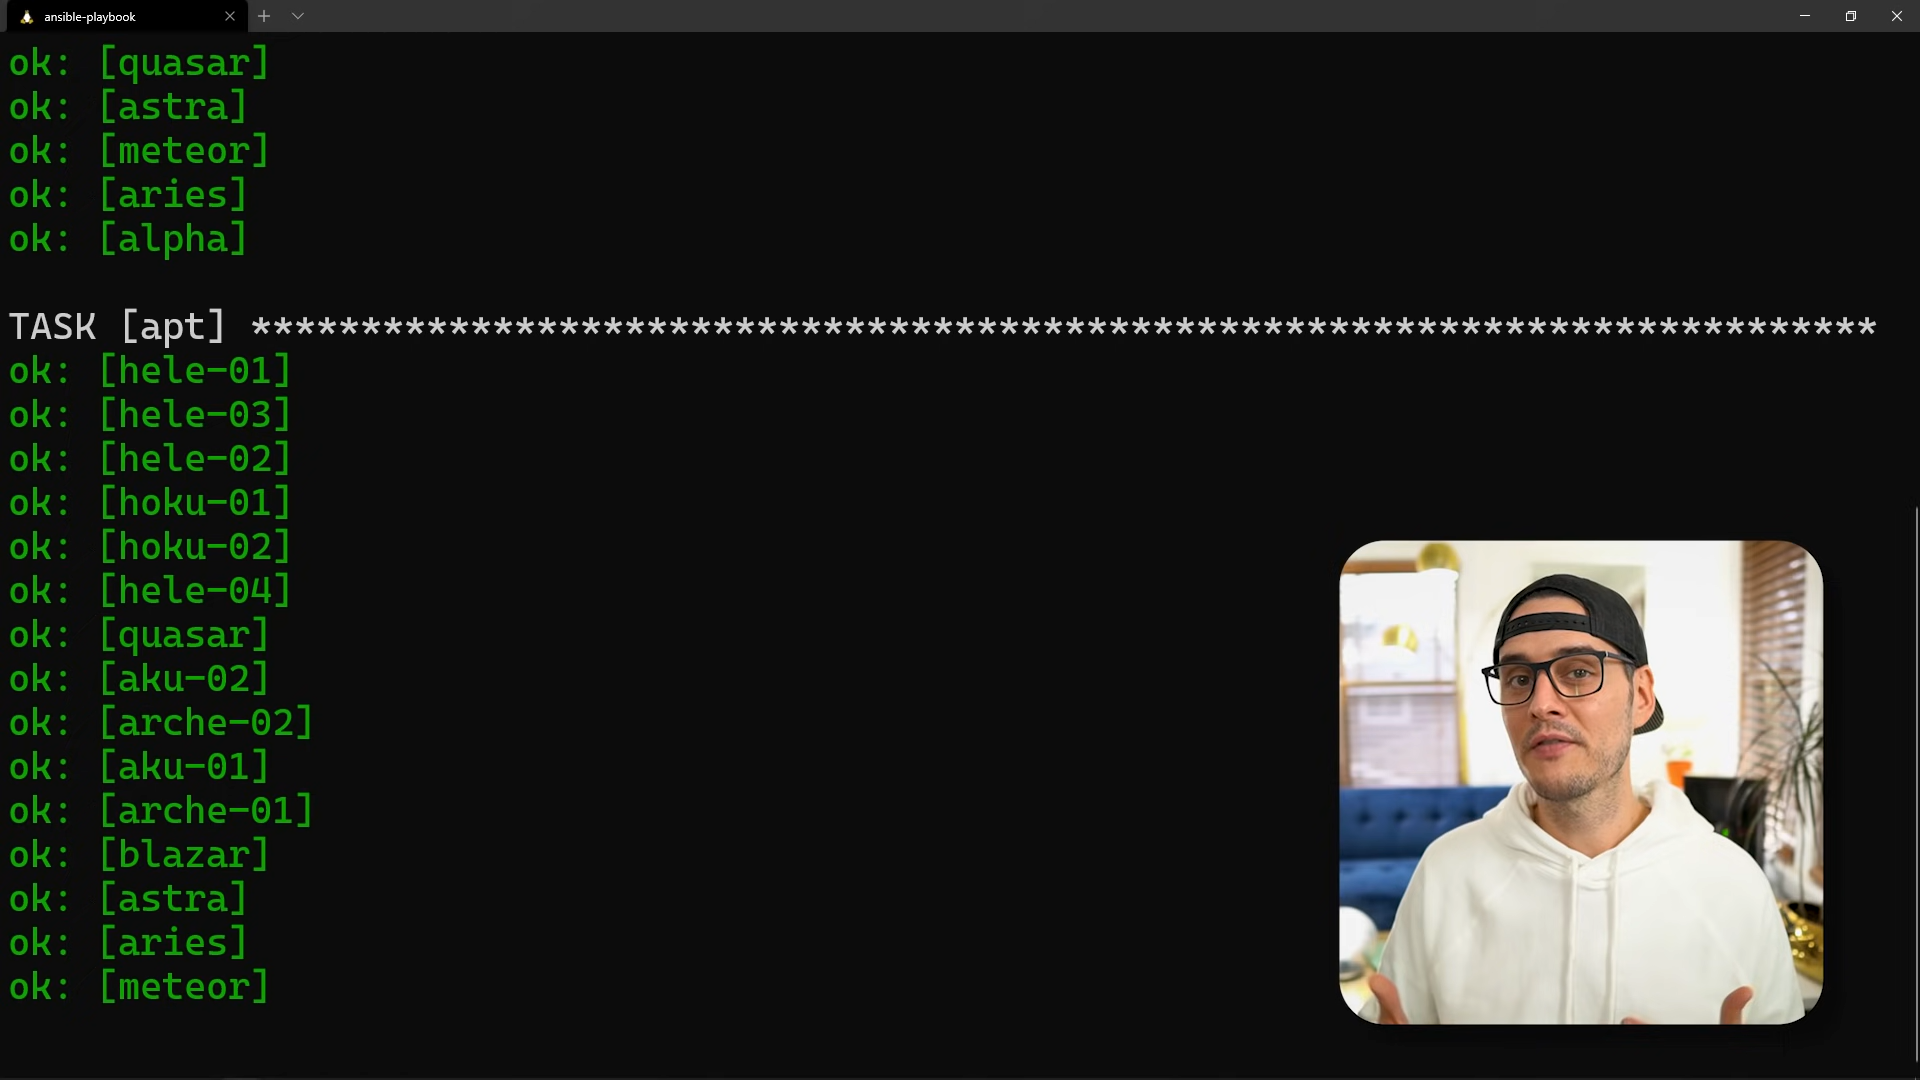 ansible-playbook
ok: [quasar]
ok: [astra]
ok: [meteor]
ok: [aries]
ok: [alpha]
TASK [apt] **************************************************************************
ok: [hele-01]
ok: [hele-03]
ok: [hele-02]
ok: [hoku-01]
ok: [hoku-02]
ok: [hele-04]
ok: [quasar]
ok: [aku-02]
ok: [arche-02]
ok: [aku-01]
ok: [arche-01]
ok: [blazar]
ok: [astra]
ok: [aries]
ok: [meteor]